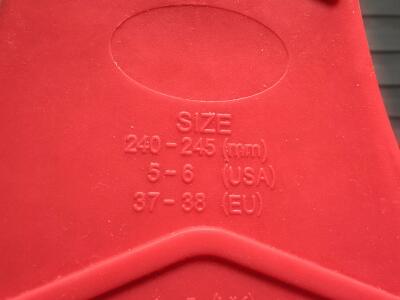 SIZE
240-245 (mm)
5-6 (USA)
37-38 (EU)